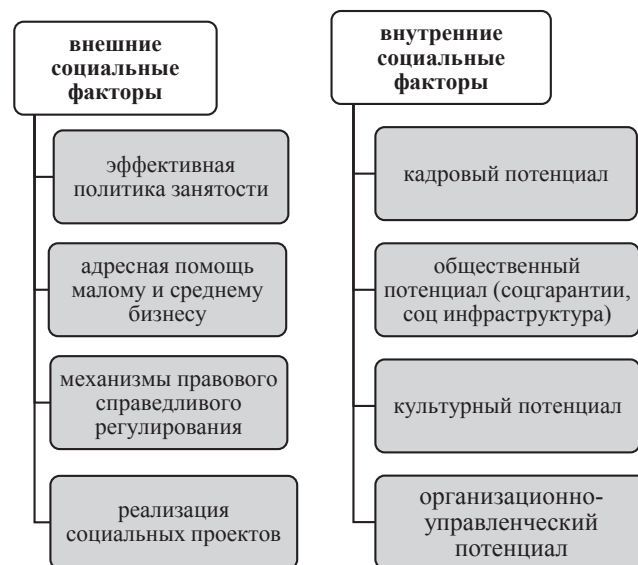 внешние
социальные
факторы
эффективная
политика занятости
адресная помощь
малому и среднему
бизнесу
механизмы правового
справедливого
регулирования
реализация
социальных проектов
внутренние
социальные
факторы
кадровый потенциал
общественный
потенциал (соцгарантии,
соц инфраструктура)
культурный потенциал
организационно-
управленческий
потенциал